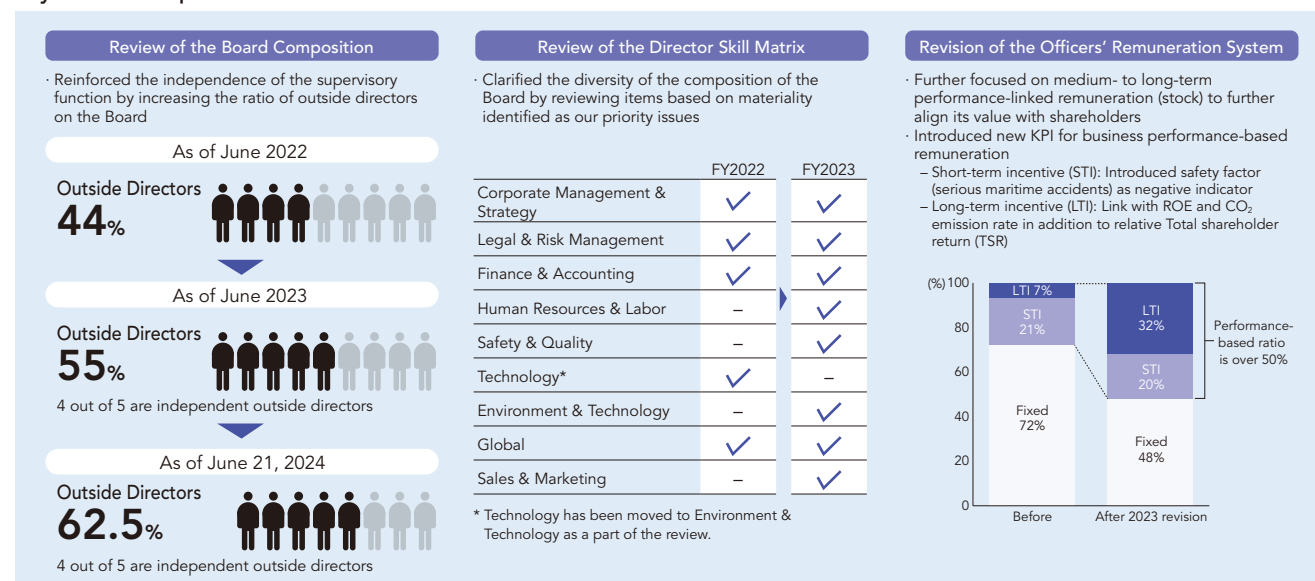 Review of the Board Composition
· Reinforced the independence of the supervisory
function by increasing the ratio of outside directors
on the Board
As of June 2022
Outside Directors
44%
As of June 2023
Outside Directors
55%
4 out of 5 are independent outside directors
As of June 21, 2024
Outside Directors
62.5%
4 out of 5 are independent outside directors
Review of the Director Skill Matrix
· Clarified the diversity of the composition of the
Board by reviewing items based on materiality
identified as our priority issues
FY2022 FY2023
Corporate Management &
Strategy ✓ ✓
Legal & Risk Management ✓ ✓
Finance & Accounting ✓ ✓
Human Resources & Labor – ✓
Safety & Quality – ✓
Technology* ✓ –
Environment & Technology – ✓
Global ✓ ✓
Sales & Marketing – ✓
* Technology has been moved to Environment &
Technology as a part of the review.
Revision of the Officers' Remuneration System
· Further focused on medium- to long-term
performance-linked remuneration (stock) to further
align its value with shareholders
· Introduced new KPI for business performance-based
remuneration
– Short-term incentive (STI): Introduced safety factor
(serious maritime accidents) as negative indicator
– Long-term incentive (LTI): Link with ROE and CO₂
emission rate in addition to relative Total shareholder
return (TSR)
(%) 100
80
60
40
20
0
LTI 7%
STI
21%
Fixed
72%
LTI
32%
STI
20%
Fixed
48%
Performance-
based ratio
is over 50%
Before
After 2023 revision